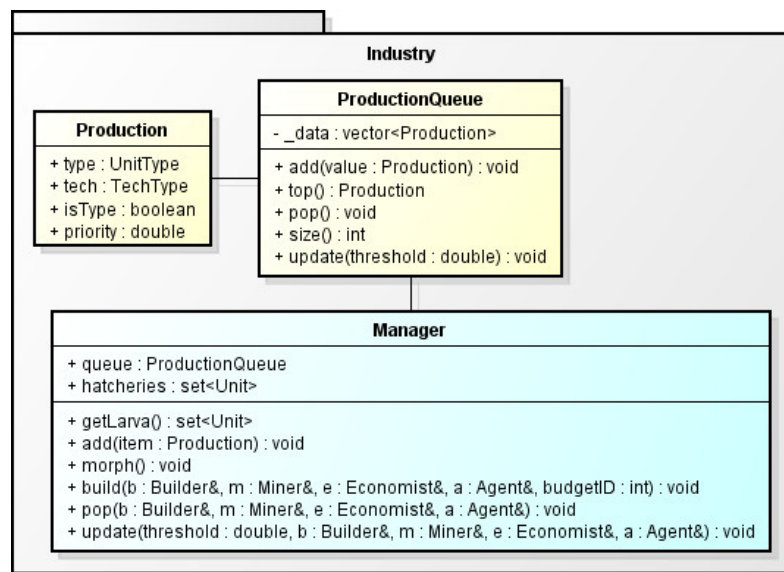 Industry
Production
+ type : UnitType
+ tech : TechType
+ isType : boolean
+ priority : double
ProductionQueue
- _data : vector<Production>
+ add(value : Production) : void
+ top() : Production
+ pop() : void
+ size() : int
+ update(threshold : double) : void
Manager
+ queue : ProductionQueue
+ hatcheries : set<Unit>
+ getLarva() : set<Unit>
+ add(item : Production) : void
+ morph() : void
+ build(b : Builder&, m : Miner&, e : Economist&, a : Agent&, budgetID : int) : void
+ pop(b : Builder&, m : Miner&, e : Economist&, a : Agent&) : void
+ update(threshold : double, b : Builder&, m : Miner&, e : Economist&, a : Agent&) : void